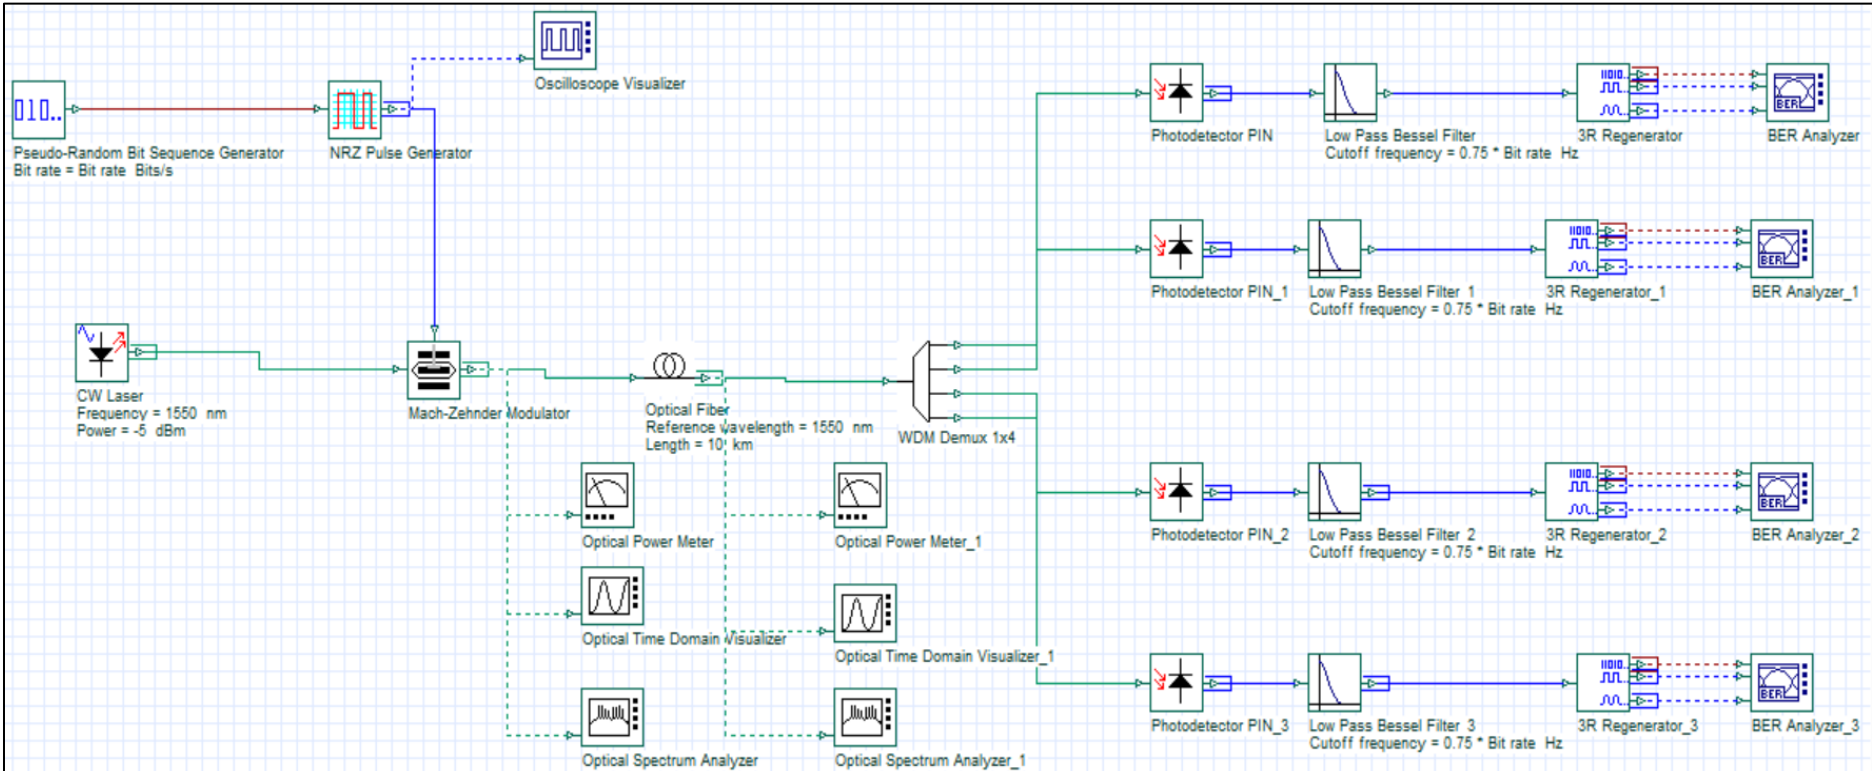 Oscilloscope Visualizer
Pseudo-Random Bit Sequence Generator
Bit rate = Bit rate Bits/s
NRZ Pulse Generator
Photodetector PIN
Low Pass Bessel Filter
Cutoff frequency = 0.75 * Bit rate Hz
3R Regenerator
BER
BER Analyzer
Photodetector PIN_1
Low Pass Bessel Filter_1
Cutoff frequency = 0.75 * Bit rate Hz
3R Regenerator_1
BER
BER Analyzer_1
CW Laser
Frequency = 1550 nm
Power = -5 dBm
Mach-Zehnder Modulator
Optical Fiber
Reference wavelength = 1550 nm
Length = 10 km
WDM Demux 1x4
Optical Power Meter
Optical Power Meter_1
Photodetector PIN_2
Low Pass Bessel Filter_2
Cutoff frequency = 0.75 * Bit rate Hz
3R Regenerator_2
BER
BER Analyzer_2
Optical Time Domain Visualizer
Optical Time Domain Visualizer_1
Photodetector PIN_3
Low Pass Bessel Filter_3
Cutoff frequency = 0.75 * Bit rate Hz
3R Regenerator_3
BER
BER Analyzer_3
Optical Spectrum Analyzer
Optical Spectrum Analyzer_1